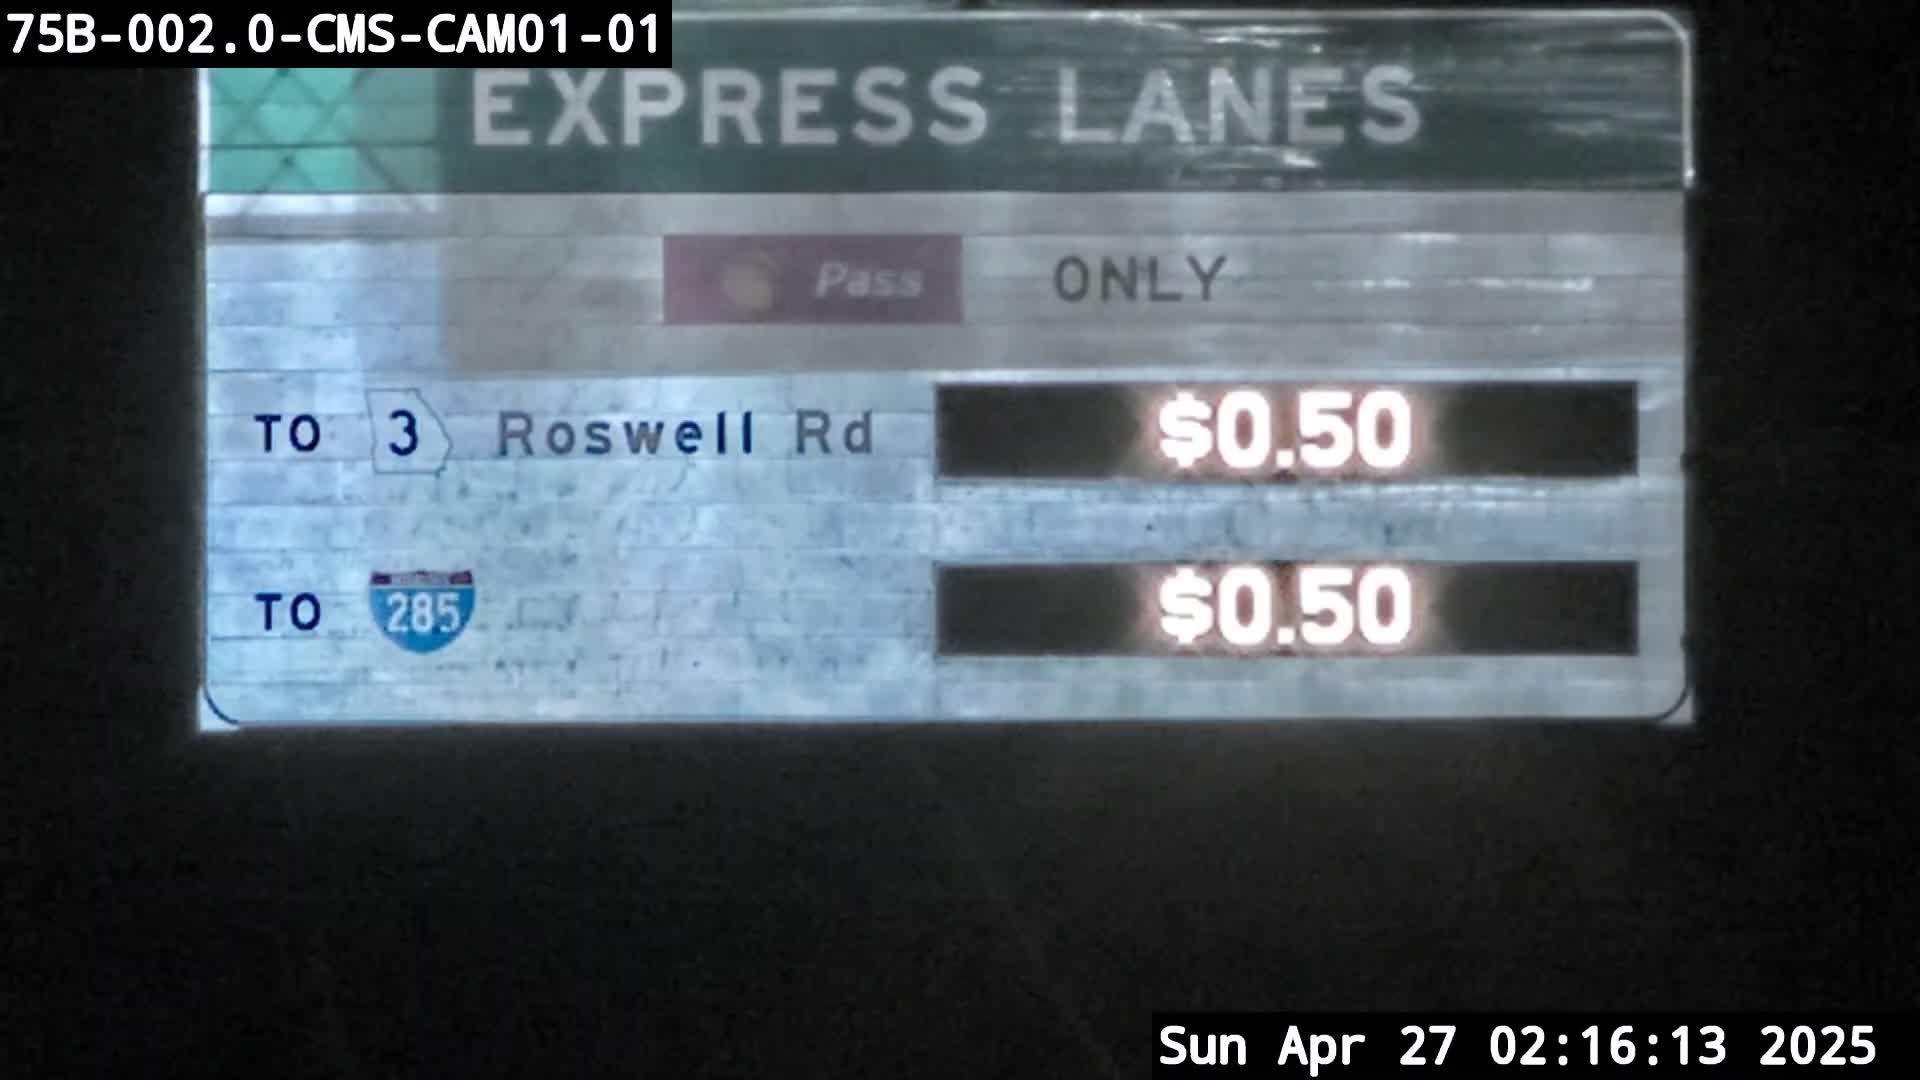 75B-002.0-CMS-CAM01-01
EXPRESS LANES
Pass ONLY
TO 3 Roswell Rd $0.50
TO 285 $0.50
Sun Apr 27 02:16:13 2025